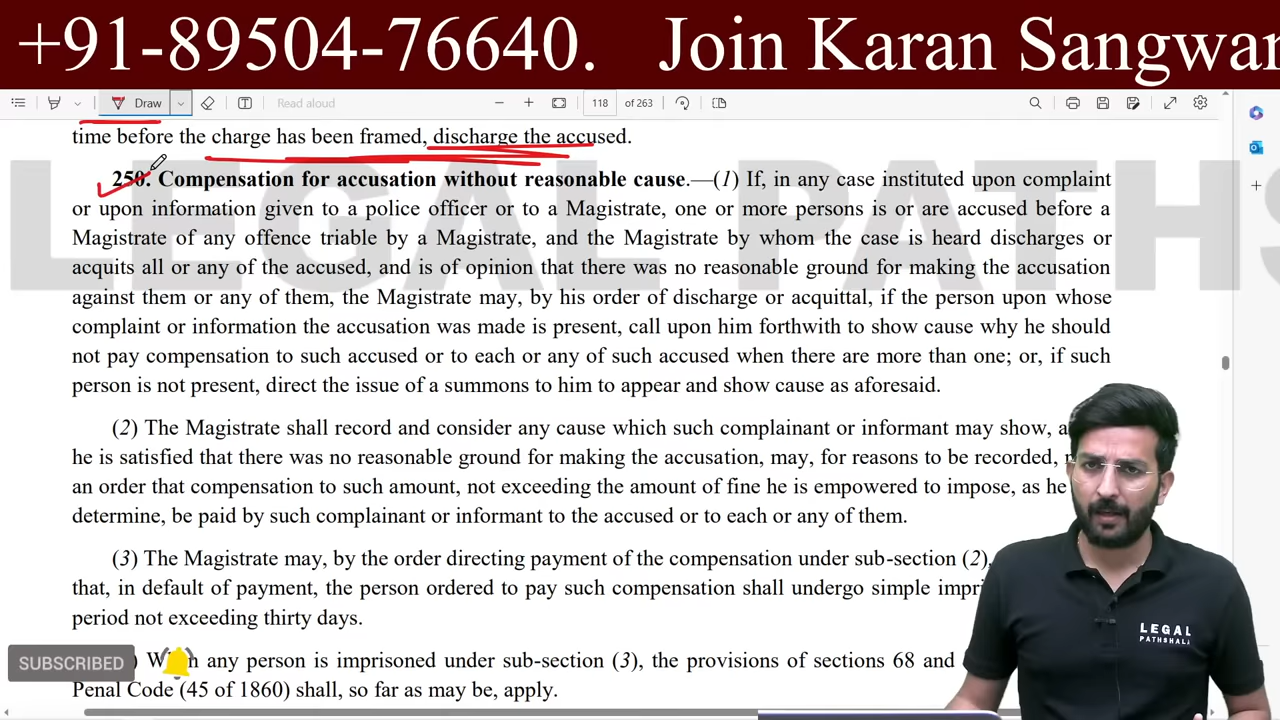 +91-89504-76640. Join Karan Sangwan
Draw
Read aloud
118 of 263
time before the charge has been framed, discharge the accused.
250. Compensation for accusation without reasonable cause.—(1) If, in any case instituted upon complaint
or upon information given to a police officer or to a Magistrate, one or more persons is or are accused before a
Magistrate of any offence triable by a Magistrate, and the Magistrate by whom the case is heard discharges or
acquits all or any of the accused, and is of opinion that there was no reasonable ground for making the accusation
against them or any of them, the Magistrate may, by his order of discharge or acquittal, if the person upon whose
complaint or information the accusation was made is present, call upon him forthwith to show cause why he should
not pay compensation to such accused or to each or any of such accused when there are more than one; or, if such
person is not present, direct the issue of a summons to him to appear and show cause as aforesaid.
(2) The Magistrate shall record and consider any cause which such complainant or informant may show,
he is satisfied that there was no reasonable ground for making the accusation, may, for reasons to be recorded,
an order that compensation to such amount, not exceeding the amount of fine he is empowered to impose, as he
determine, be paid by such complainant or informant to the accused or to each or any of them.
(3) The Magistrate may, by the order directing payment of the compensation under sub-section (2),
that, in default of payment, the person ordered to pay such compensation shall undergo simple
period not exceeding thirty days.
any person is imprisoned under sub-section (3), the provisions of sections 68 and
Penal Code (45 of 1860) shall, so far as may be, apply.
LEGAL PATHS
LEGAL
PATHSHALA
SUBSCRIBED